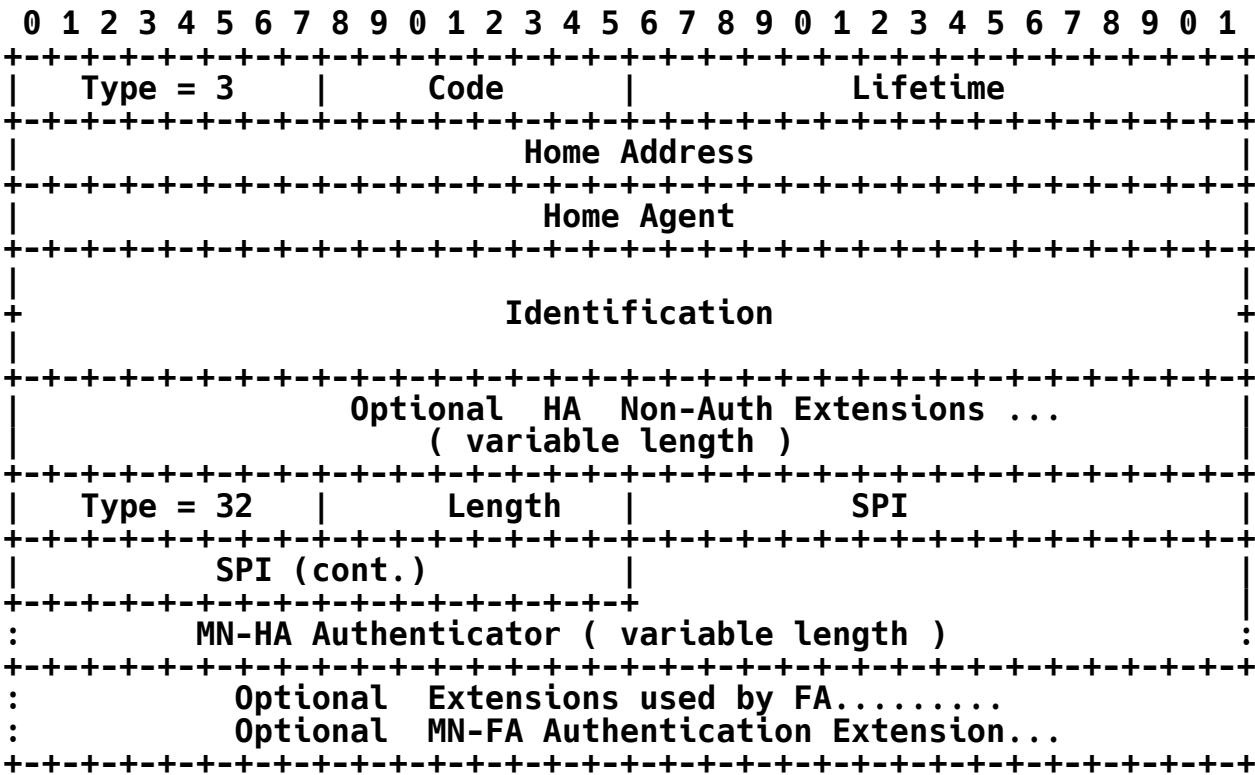 0 1 2 3 4 5 6 7 8 9 0 1 2 3 4 5 6 7 8 9 0 1 2 3 4 5 6 7 8 9 0 1
+-+-+-+-+-+-+-+-+-+-+-+-+-+-+-+-+-+-+-+-+-+-+-+-+-+-+-+-+-+-+-+-+
|   Type = 3    |     Code      |           Lifetime            |
+-+-+-+-+-+-+-+-+-+-+-+-+-+-+-+-+-+-+-+-+-+-+-+-+-+-+-+-+-+-+-+-+
|                          Home Address                         |
+-+-+-+-+-+-+-+-+-+-+-+-+-+-+-+-+-+-+-+-+-+-+-+-+-+-+-+-+-+-+-+-+
|                           Home Agent                          |
+-+-+-+-+-+-+-+-+-+-+-+-+-+-+-+-+-+-+-+-+-+-+-+-+-+-+-+-+-+-+-+-+
|                                                               |
+                         Identification                        +
|                                                               |
+-+-+-+-+-+-+-+-+-+-+-+-+-+-+-+-+-+-+-+-+-+-+-+-+-+-+-+-+-+-+-+-+
|                 Optional  HA  Non-Auth Extensions ...         |
|                     ( variable length )                       |
+-+-+-+-+-+-+-+-+-+-+-+-+-+-+-+-+-+-+-+-+-+-+-+-+-+-+-+-+-+-+-+-+
|   Type = 32   |      Length   |           SPI                 |
+-+-+-+-+-+-+-+-+-+-+-+-+-+-+-+-+-+-+-+-+-+-+-+-+-+-+-+-+-+-+-+-+
|          SPI (cont.)          |                               |
+-+-+-+-+-+-+-+-+-+-+-+-+-+-+-+-+                               |
:         MN-HA Authenticator ( variable length )               :
+-+-+-+-+-+-+-+-+-+-+-+-+-+-+-+-+-+-+-+-+-+-+-+-+-+-+-+-+-+-+-+-+
:           Optional  Extensions used by FA.........
:           Optional  MN-FA Authentication Extension...
+-+-+-+-+-+-+-+-+-+-+-+-+-+-+-+-+-+-+-+-+-+-+-+-+-+-+-+-+-+-+-+-+